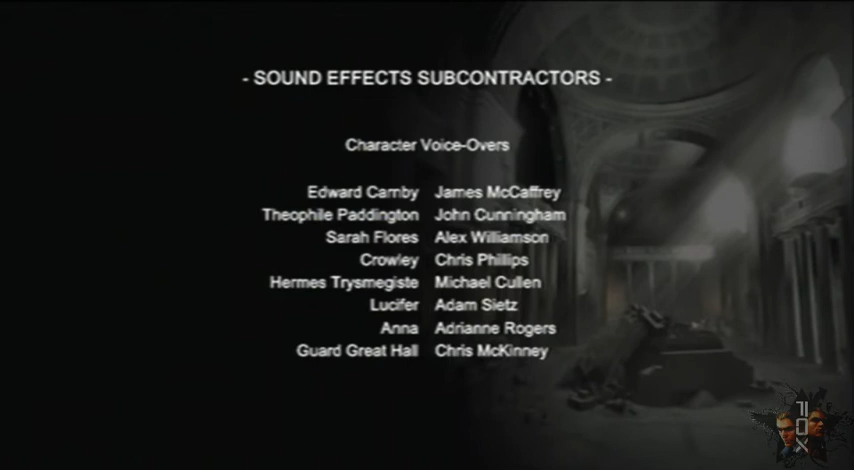 - SOUND EFFECTS SUBCONTRACTORS -
Character Voice-Overs
Edward Carnby James McCaffrey
Theophile Paddington John Cunningham
Sarah Flores Alex Williamson
Crowley Chris Phillips
Hermes Trysmegiste Michael Cullen
Lucifer Adam Sietz
Anna Adrianne Rogers
Guard Great Hall Chris McKinney